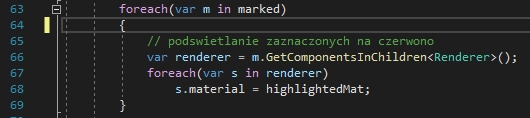 63 foreach(var m in marked)
64 {
65 // podswietlanie zaznaczonych na czerwono
66 var renderer = m.GetComponentsInChildren<Renderer>();
67 foreach(var s in renderer)
68 s.material = highlightedMat;
69 }